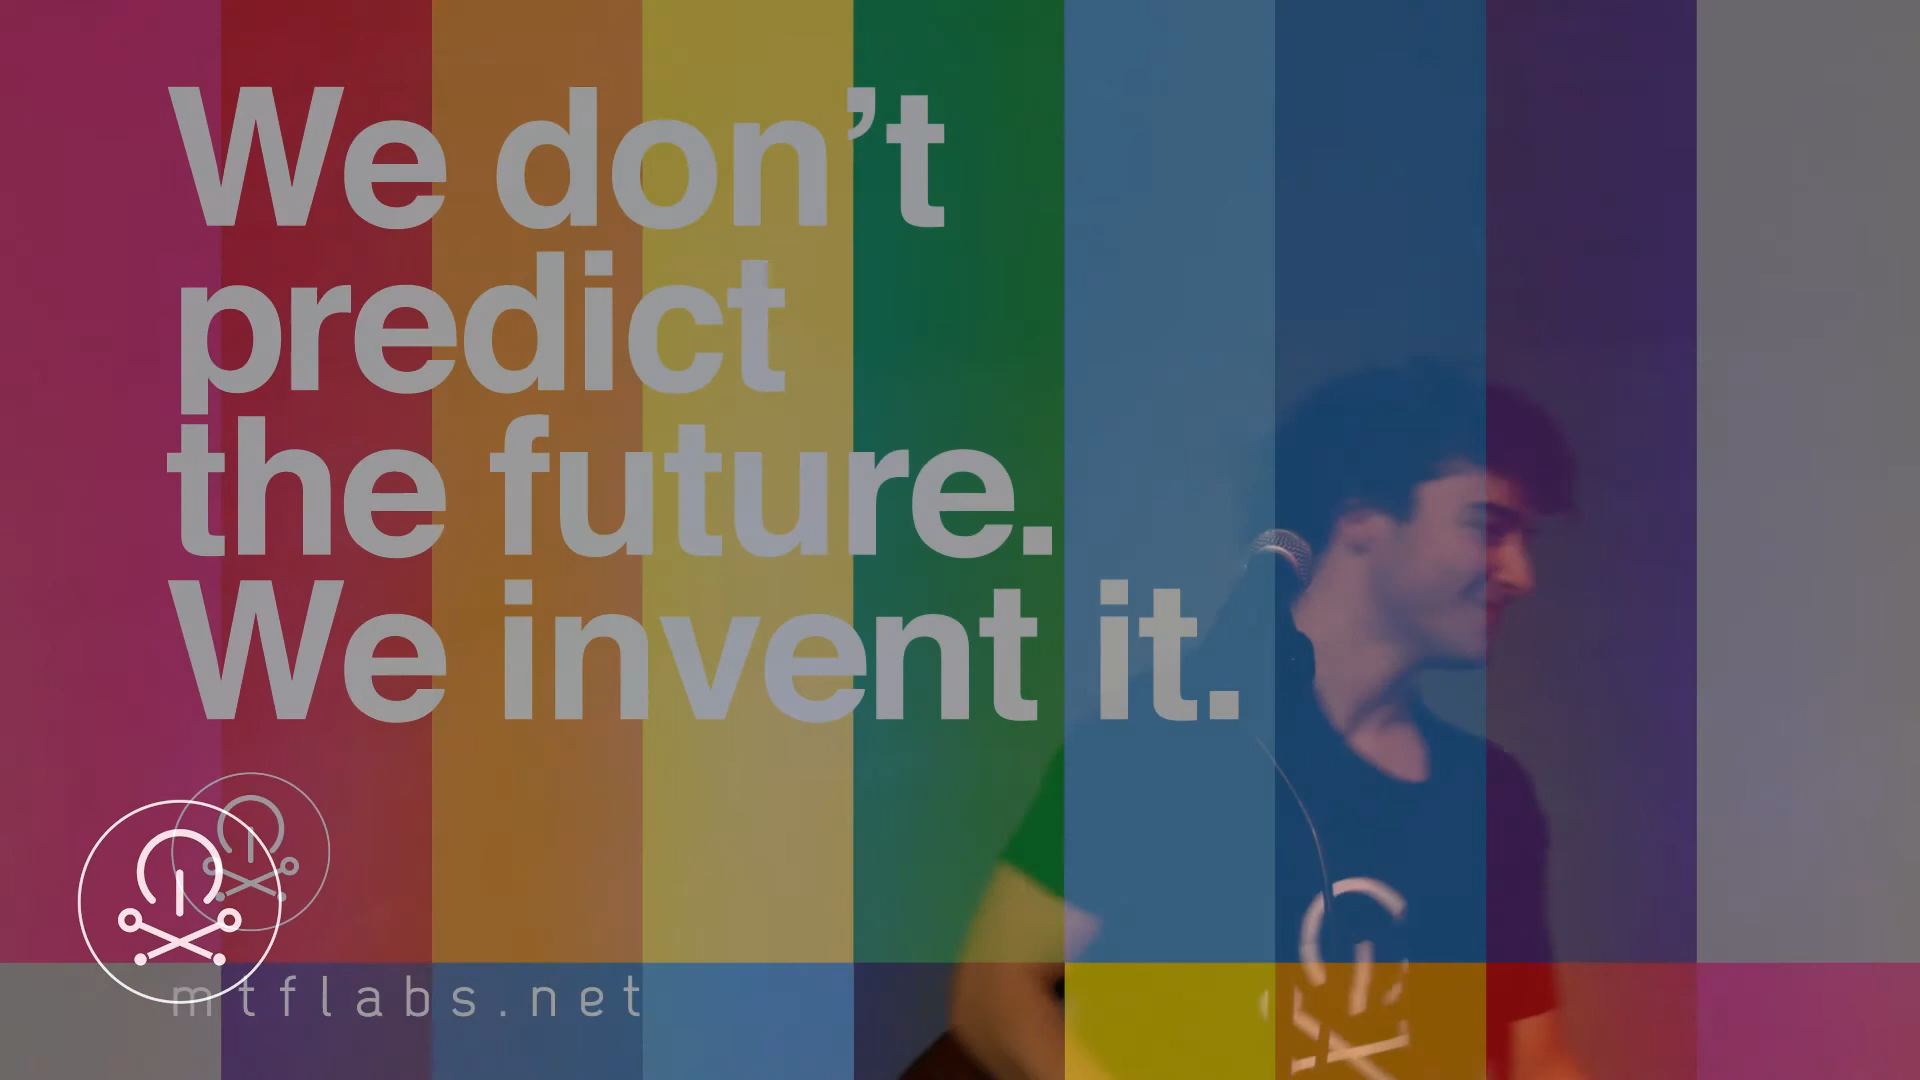 We don’t
predict
the future.
We invent it.
mtflabs.net